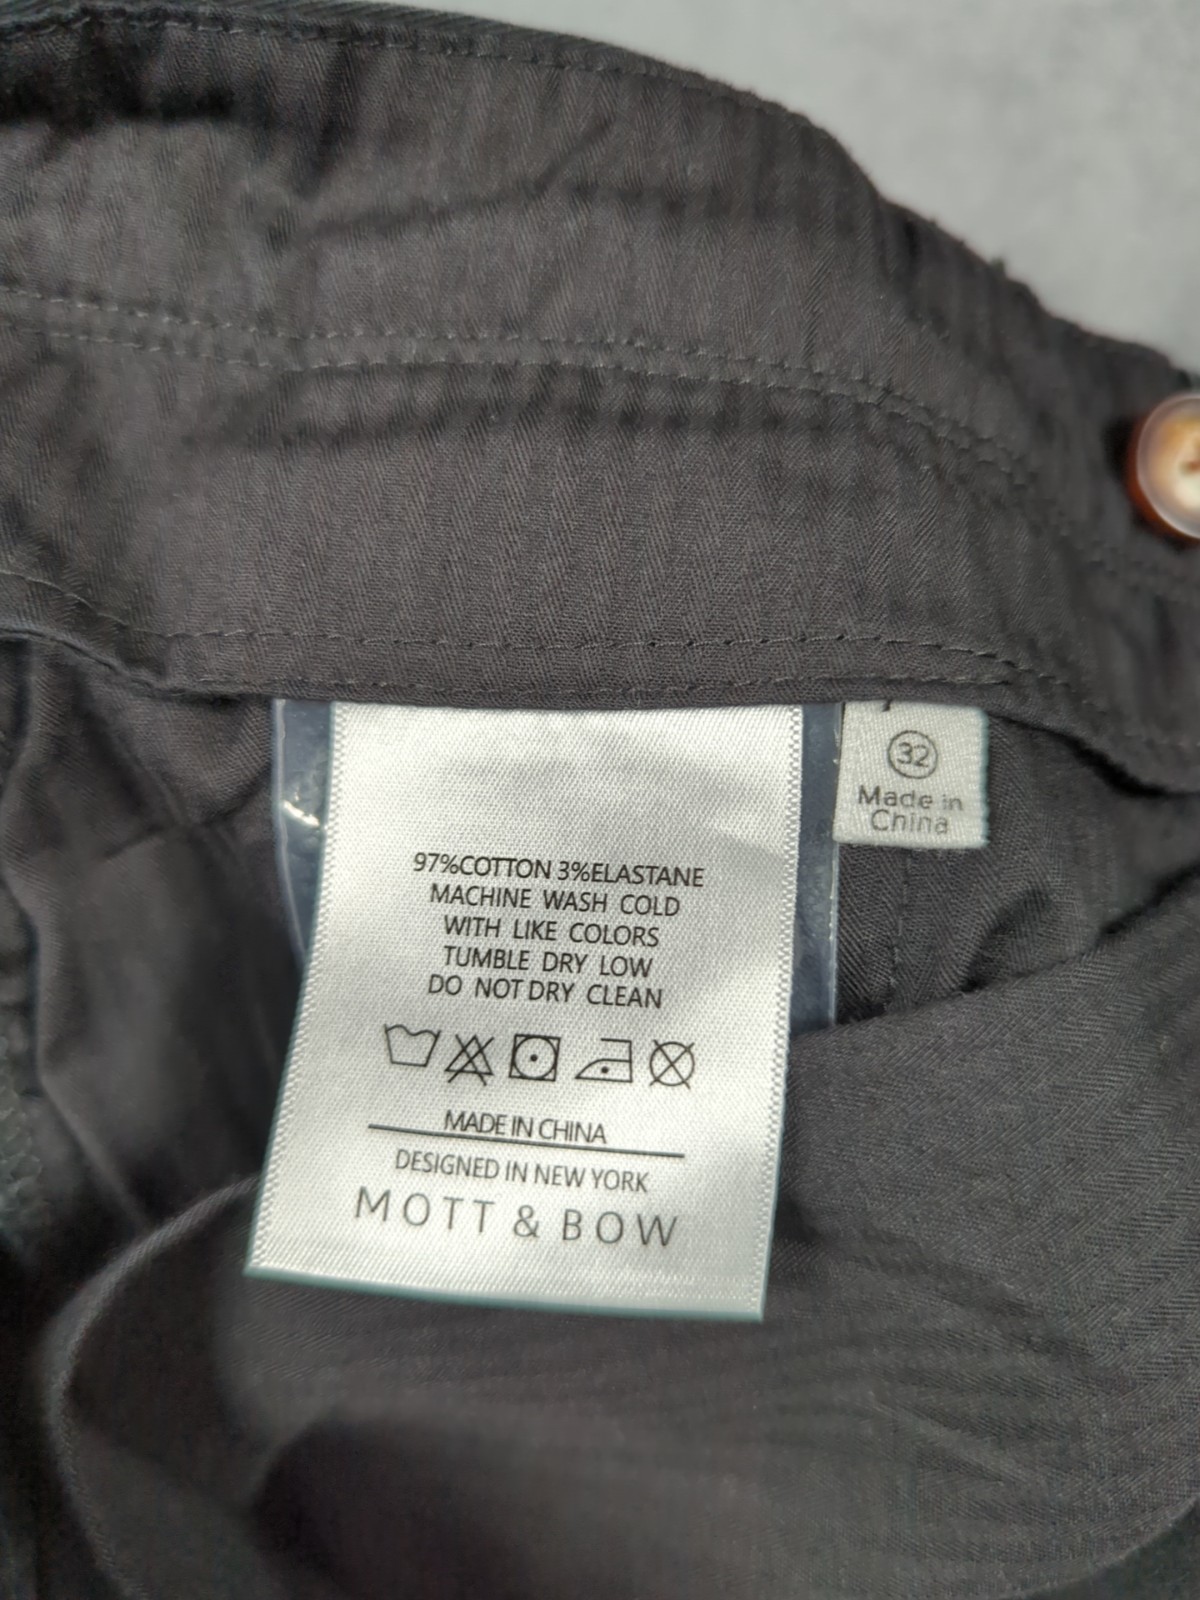 97%COTTON 3%ELASTANE
MACHINE WASH COLD
WITH LIKE COLORS
TUMBLE DRY LOW
DO NOT DRY CLEAN
MADE IN CHINA
DESIGNED IN NEW YORK
MOTT & BOW
32
Made in
China